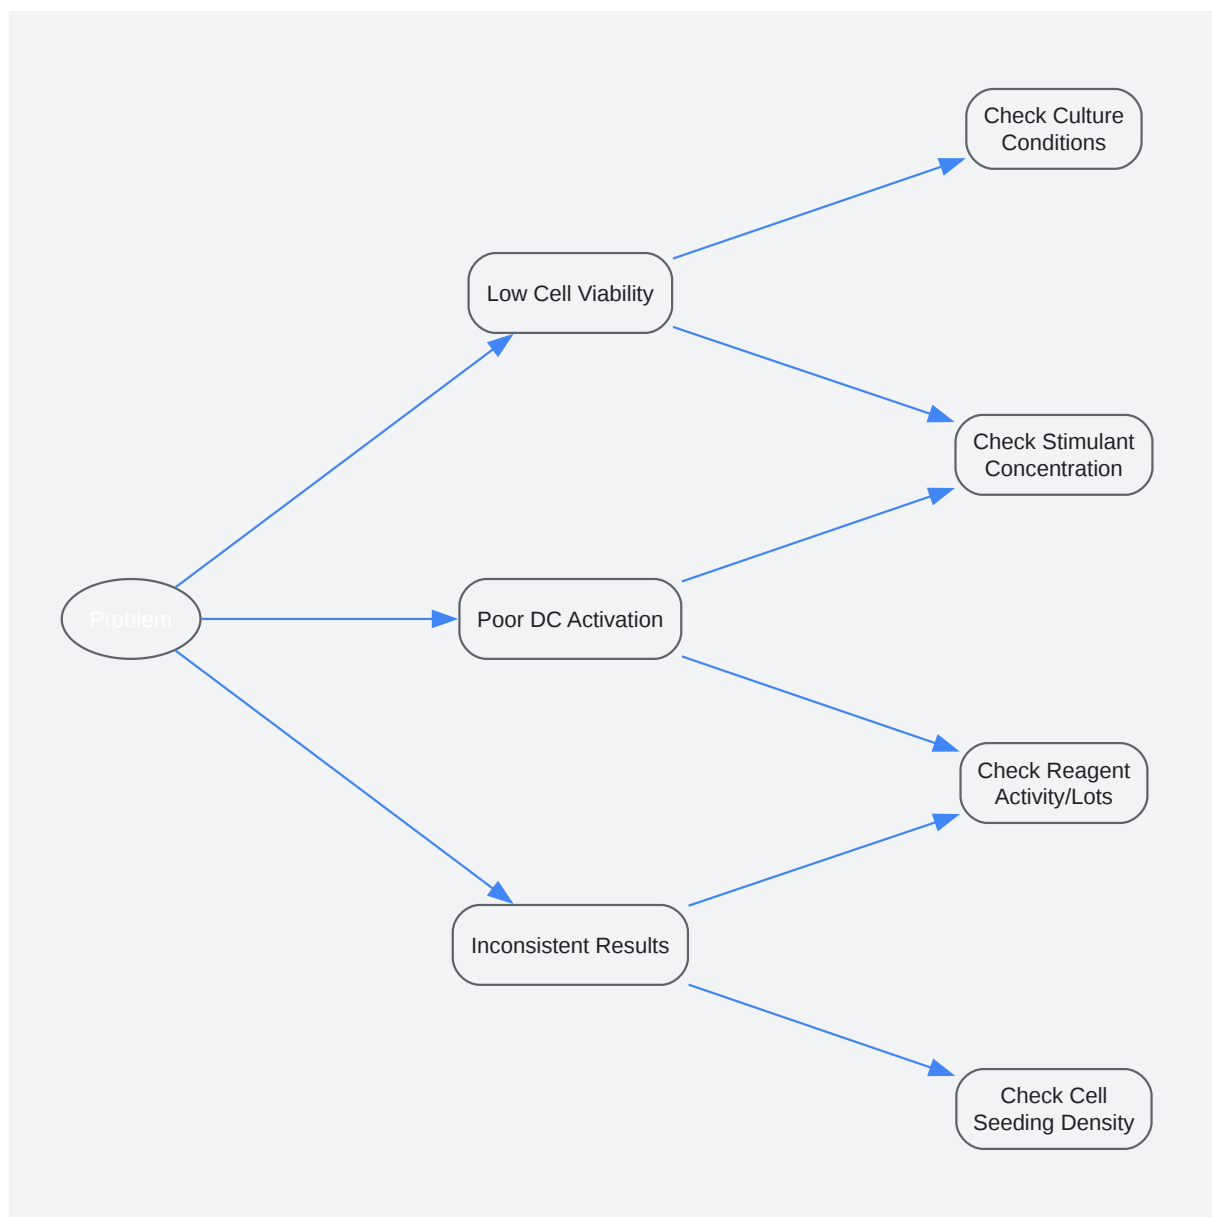 Problem
Low Cell Viability
Poor DC Activation
Inconsistent Results
Check Culture
Conditions
Check Stimulant
Concentration
Check Reagent
Activity/Lots
Check Cell
Seeding Density